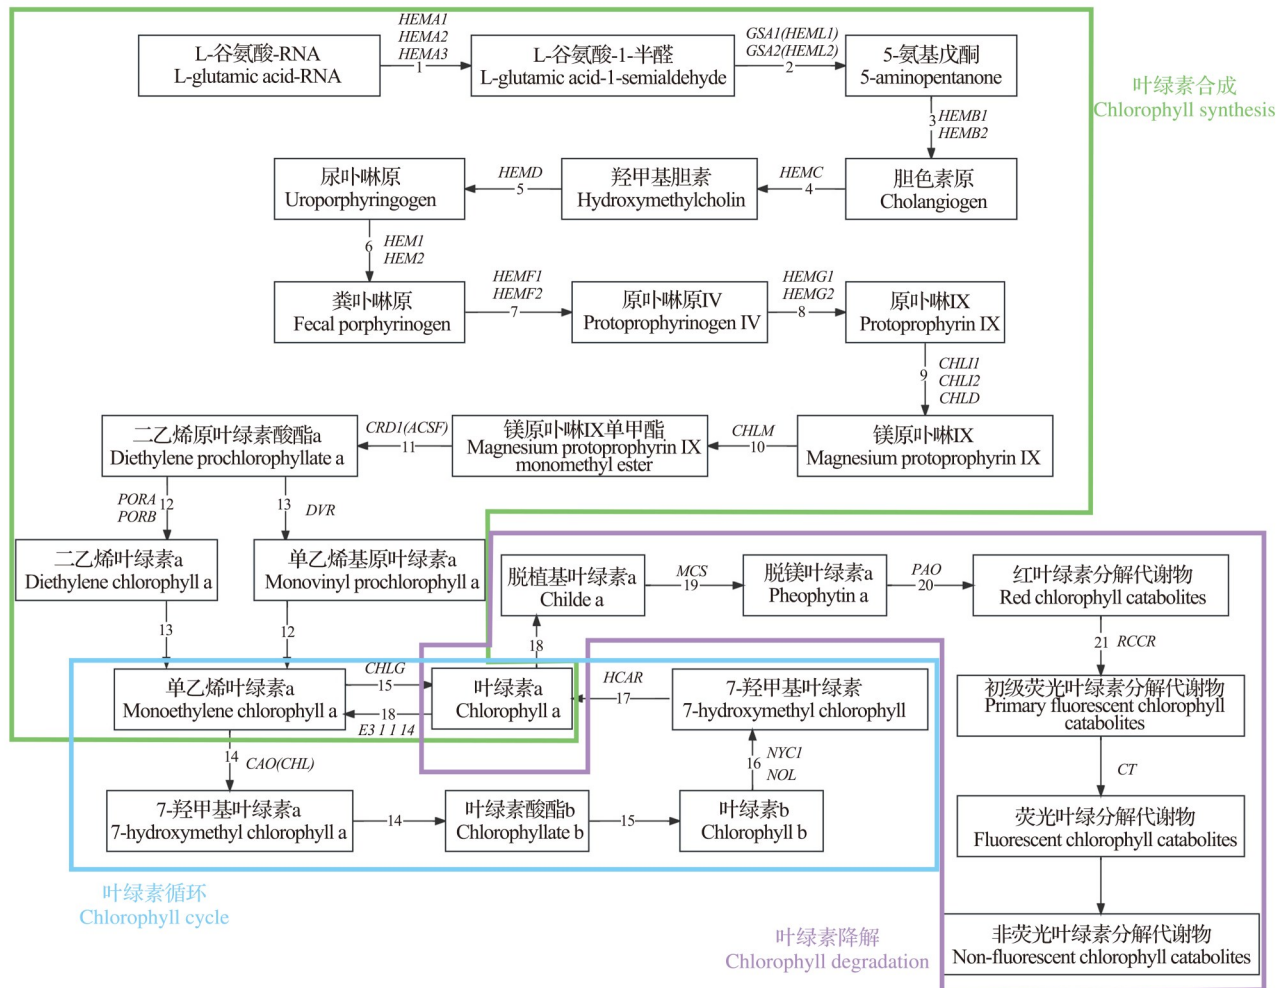 HEMA1
HEMA2
HEMA3
1
L-谷氨酸-RNA
L-glutamic acid-RNA
L-谷氨酸-1-半醛
L-glutamic acid-1-semialdehyde
GSA1(HEML1)
GSA2(HEML2)
2
5-氨基戊酮
5-aminopentanone
叶绿素合成
Chlorophyll synthesis
3
HEMB1
HEMB2
尿卟啉原
Uroporphyringogen
HEMD
5
羟甲基胆素
Hydroxymethylcholin
HEMC
4
胆色素原
Cholangiogen
6
HEM1
HEM2
粪卟啉原
Fecal porphyrinogen
HEMF1
HEMF2
7
原卟啉原IV
Protoprophyrinogen IV
HEMG1
HEMG2
8
原卟啉IX
Protoprophyrin IX
9
CHLI1
CHLI2
CHLD
二乙烯原叶绿素酸酯a
Diethylene prochlorophyllate a
CRD1(ACSF)
11
镁原卟啉IX单甲酯
Magnesium protoprophyrin IX
monomethyl ester
CHLM
10
镁原卟啉IX
Magnesium protoprophyrin IX
PORA
PORB
12
13
DVR
二乙烯叶绿素a
Diethylene chlorophyll a
单乙烯基原叶绿素a
Monovinyl prochlorophyll a
脱植基叶绿素a
Childe a
MCS
19
脱镁叶绿素a
Pheophytin a
PAO
20
红叶绿素分解代谢物
Red chlorophyll catabolites
13
12
18
21
RCCR
单乙烯叶绿素a
Monoethylene chlorophyll a
CHLG
15
18
E3 1 1 14
叶绿素a
Chlorophyll a
HCAR
17
7-羟甲基叶绿素
7-hydroxymethyl chlorophyll
初级荧光叶绿素分解代谢物
Primary fluorescent chlorophyll
catabolites
14
CAO(CHL)
16
NYC1
NOL
CT
7-羟甲基叶绿素a
7-hydroxymethyl chlorophyll a
14
叶绿素酸酯b
Chlorophyllate b
15
叶绿素b
Chlorophyll b
荧光叶绿分解代谢物
Fluorescent chlorophyll catabolites
叶绿素循环
Chlorophyll cycle
叶绿素降解
Chlorophyll degradation
非荧光叶绿素分解代谢物
Non-fluorescent chlorophyll catabolites